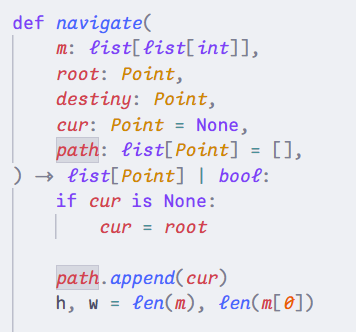 def navigate(
    m: list[list[int]],
    root: Point,
    destiny: Point,
    cur: Point = None,
    path: list[Point] = [],
) -> list[Point] | bool:
    if cur is None:
        cur = root

    path.append(cur)
    h, w = len(m), len(m[0])